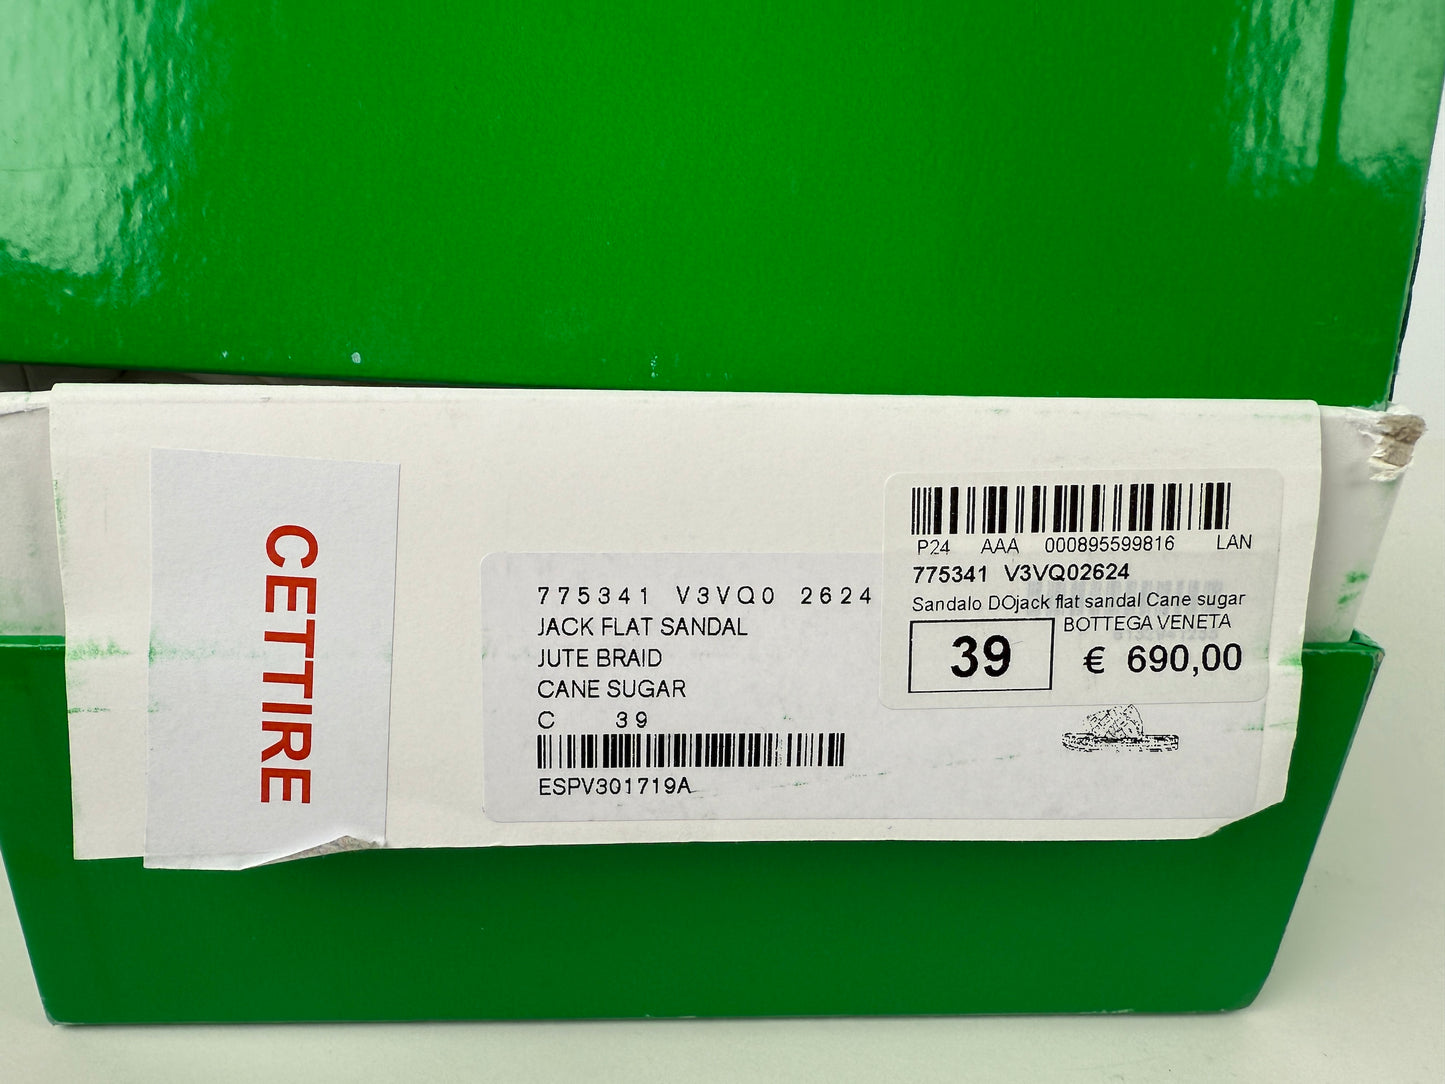 CETTIRE
775341 V3VQ0 2624
JACK FLAT SANDAL
JUTE BRAID
CANE SUGAR
C 39
ESPV301719A
P24 AAA 000895599816 LAN
775341 V3VQ02624
Sandalo DOjack flat sandal Cane sugar
BOTTEGA VENETA
39
€ 690,00